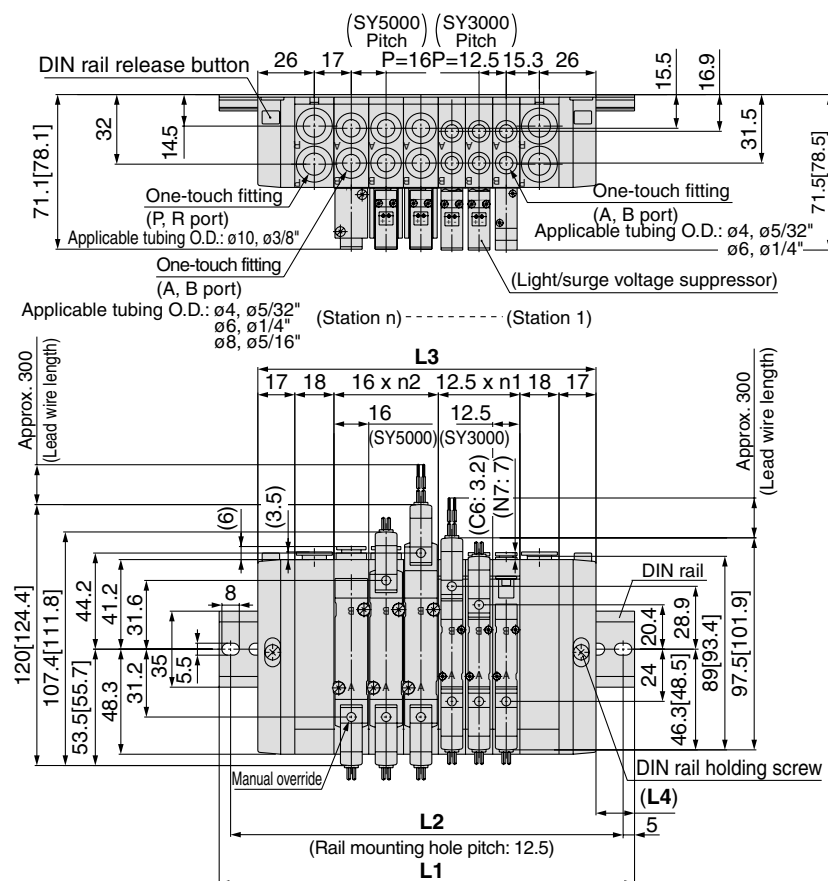 (SY5000) (SY3000)
Pitch Pitch
26 17 P=16 P=12.5 15.3 26
DIN rail release button
15.5
16.9
71.1[78.1]
32
14.5
31.5
71.5[78.5]
A A A A A A
P P
B B B B B B
R R
One-touch fitting
(P, R port)
Applicable tubing O.D.: ø10, ø3/8"
One-touch fitting
(A, B port)
Applicable tubing O.D.: ø4, ø5/32"
ø6, ø1/4"
One-touch fitting
(A, B port)
Applicable tubing O.D.: ø4, ø5/32"
ø6, ø1/4"
ø8, ø5/16"
(Light/surge voltage suppressor)
(Station n) (Station 1)
L3
17 18 16 x n2 12.5 x n1 18 17
16 12.5
(SY5000) (SY3000)
Approx. 300
(Lead wire length)
Approx. 300
(Lead wire length)
(C6: 3.2)
(N7: 7)
(6)
(3.5)
120[124.4]
107.4[111.8]
44.2
41.2
31.6
8
35
5.5
53.5[55.7]
48.3
31.2
DIN rail
20.4
28.9
24
46.3[48.5]
89[93.4]
97.5[101.9]
B B B B B
A A A A A
Manual override
DIN rail holding screw
(L4)
L2
5
(Rail mounting hole pitch: 12.5)
L1